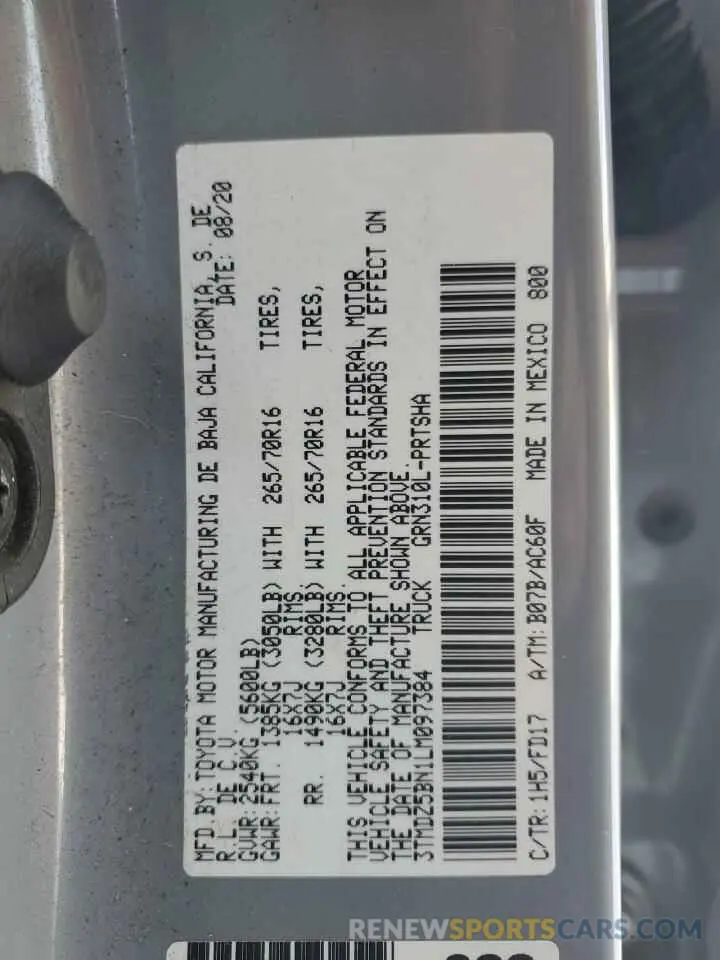 MFD.BY:TOYOTA MOTOR MANUFACTURING DE BAJA CALIFORNIA, S. DE
R.L. DE C.V. DATE: 08/20
GVWR:2540KG (5600LB)
GAWR:FRT. 1385KG (3050LB) WITH 265/70R16 TIRES,
16X7J RIMS.
RR. 1490KG (3280LB) WITH 265/70R16 TIRES,
16X7J RIMS.
THIS VEHICLE CONFORMS TO ALL APPLICABLE FEDERAL MOTOR
VEHICLE SAFETY AND THEFT PREVENTION STANDARDS IN EFFECT ON
THE DATE OF MANUFACTURE SHOWN ABOVE.
3TMDZ5BN1LM097384 TRUCK GRN310L-PRTSHA
C/TR:1H5/FD17 A/TM:B07B/AC60F MADE IN MEXICO 800
RENEWSPORTSCARS.COM